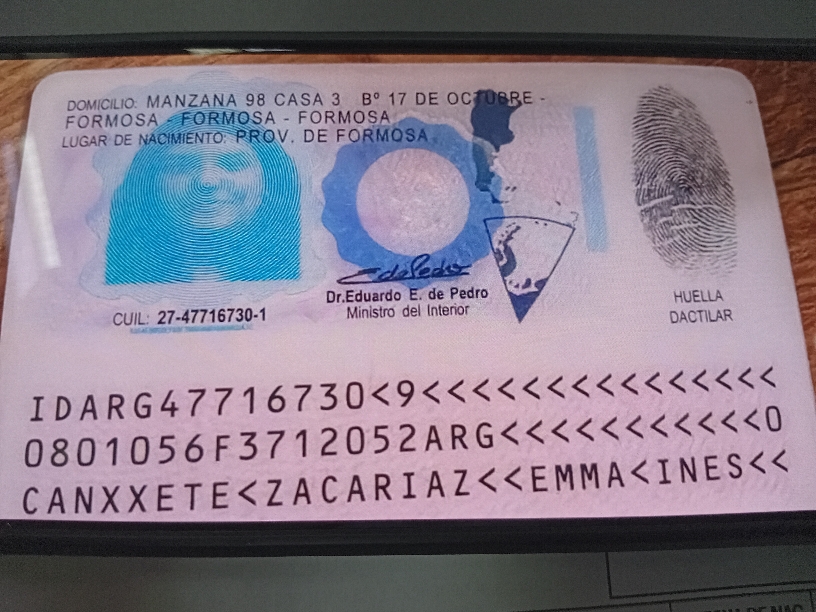 DOMICILIO: MANZANA 98 CASA 3 Bº 17 DE OCTUBRE -
FORMOSA - FORMOSA - FORMOSA
LUGAR DE NACIMIENTO: PROV. DE FORMOSA
CUIL: 27-47716730-1
Dr.Eduardo E. de Pedro
Ministro del Interior
HUELLA
DACTILAR
IDARG47716730<9<<<<<<<<<<<<<<<
0801056F3712052ARG<<<<<<<<<<<0
CANXXETE<ZACARIAZ<<EMMA<INES<<